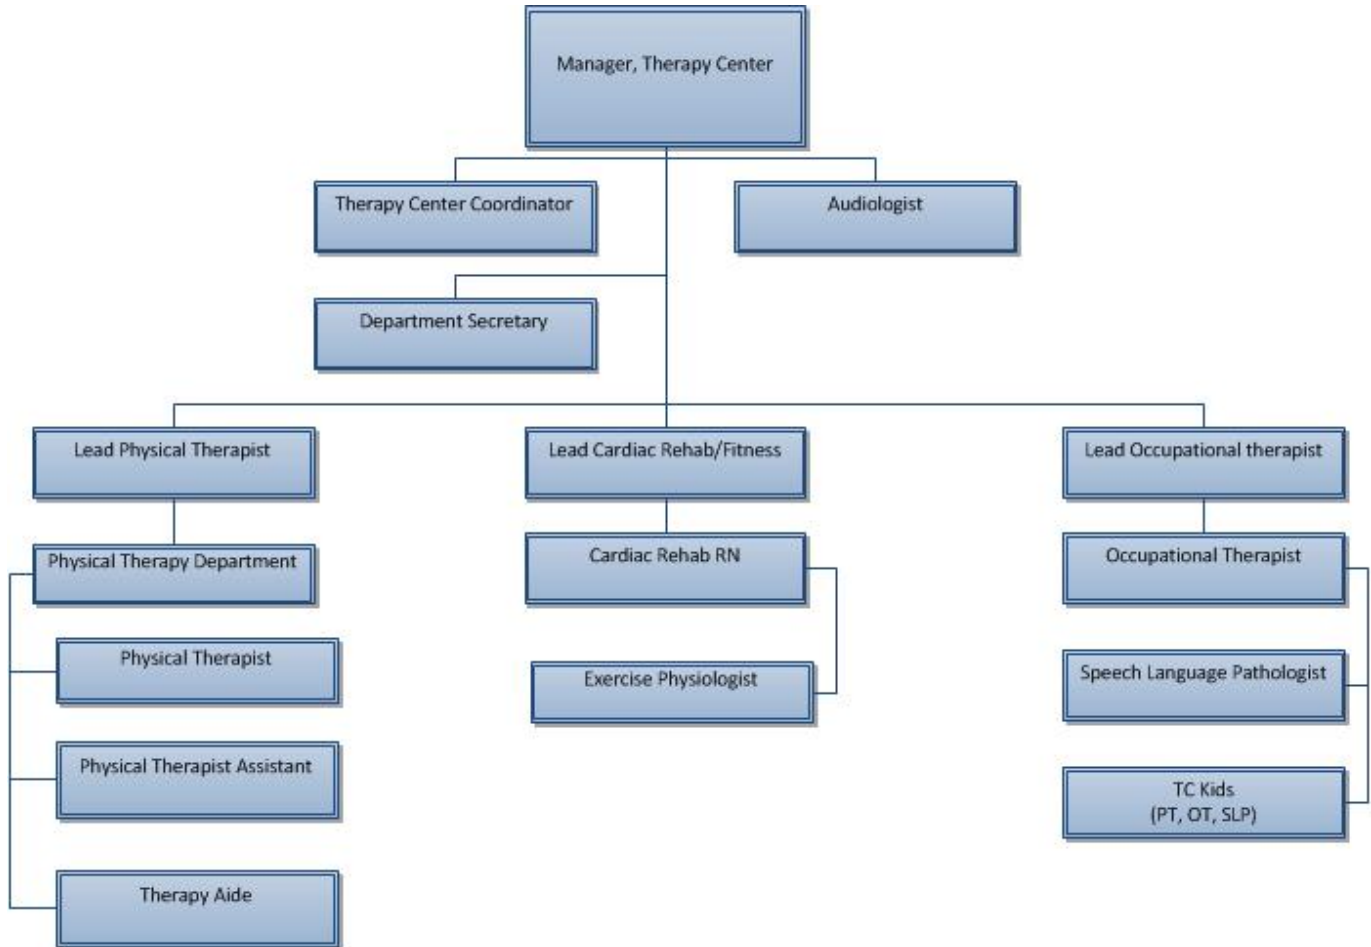 Manager, Therapy Center
Therapy Center Coordinator
Audiologist
Department Secretary
Lead Physical Therapist
Lead Cardiac Rehab/Fitness
Lead Occupational therapist
Physical Therapy Department
Cardiac Rehab RN
Occupational Therapist
Physical Therapist
Exercise Physiologist
Speech Language Pathologist
Physical Therapist Assistant
TC Kids
(PT, OT, SLP)
Therapy Aide